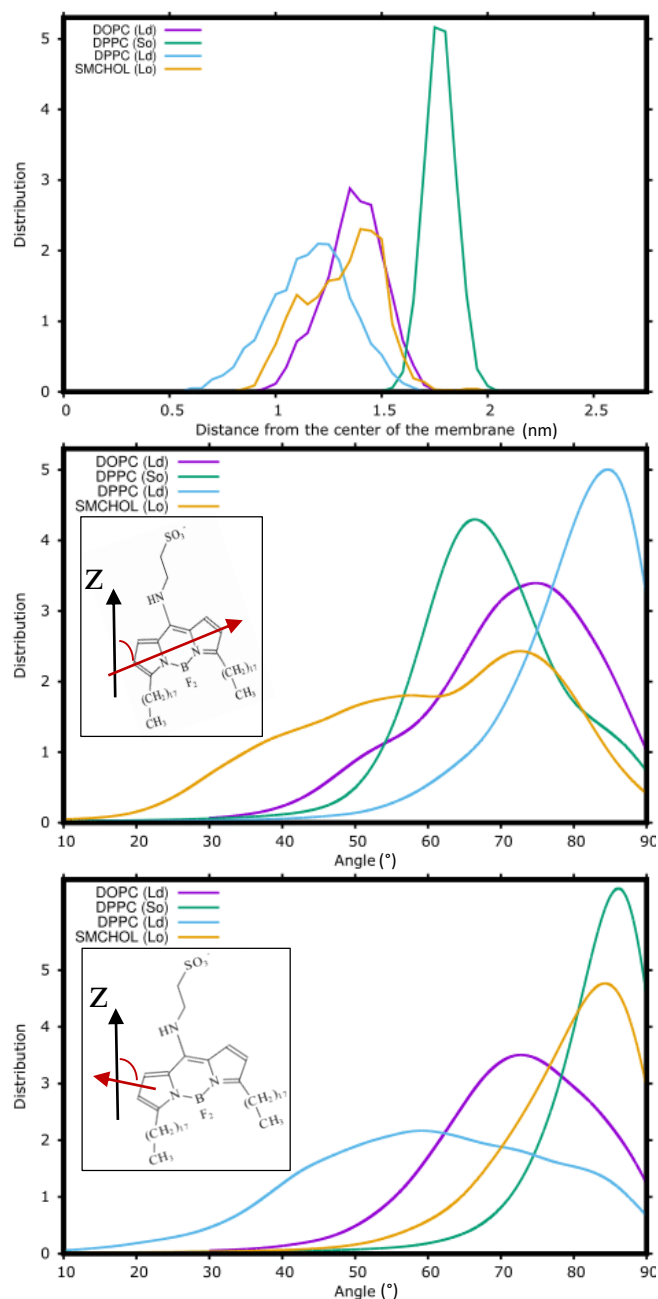 DOPC (Ld)
DPPC (So)
DPPC (Ld)
SMCHOL (Lo)
5
4
3
2
1
0
Distribution
0 0.5 1 1.5 2 2.5
Distance from the center of the membrane (nm)
DOPC (Ld)
DPPC (So)
DPPC (Ld)
SMCHOL (Lo)
5
4
3
2
1
0
Distribution
Z
SO3-
HN
N B N
F2
(CH2)17
CH3
(CH2)17
CH3
10 20 30 40 50 60 70 80 90
Angle (°)
DOPC (Ld)
DPPC (So)
DPPC (Ld)
SMCHOL (Lo)
6
5
4
3
2
1
0
Distribution
Z
SO3-
HN
N B N
F2
(CH2)17
CH3
(CH2)17
CH3
10 20 30 40 50 60 70 80 90
Angle (°)